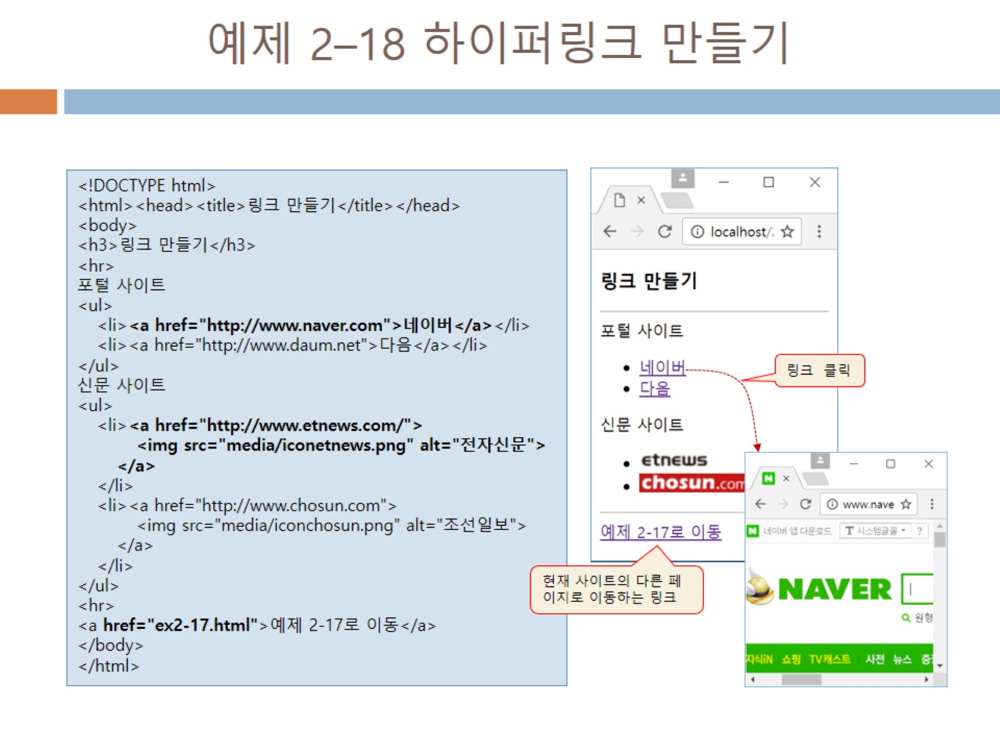 예제 2–18 하이퍼링크 만들기
<!DOCTYPE html>
<html><head><title>링크 만들기</title></head>
<body>
<h3>링크 만들기</h3>
<hr>
포털 사이트
<ul>
<li><a href="http://www.naver.com">네이버</a></li>
<li><a href="http://www.daum.net">다음</a></li>
</ul>
신문 사이트
<ul>
<li><a href="http://www.etnews.com/">
<img src="media/iconetnews.png" alt="전자신문">
</a>
</li>
<li><a href="http://www.chosun.com">
<img src="media/iconchosun.png" alt="조선일보">
</a>
</li>
</ul>
<hr>
<a href="ex2-17.html">예제 2-17로 이동</a>
</body>
</html>
localhost/
링크 만들기
포털 사이트
네이버
다음
링크 클릭
신문 사이트
etnews
chosun.com
예제 2-17로 이동
현재 사이트의 다른 페
이지로 이동하는 링크
N
www.nave
N 네이버 앱 다운로드 T 시스템글꼴 ?
NAVER
원형
지식iN 쇼핑 TV캐스트 사전 뉴스